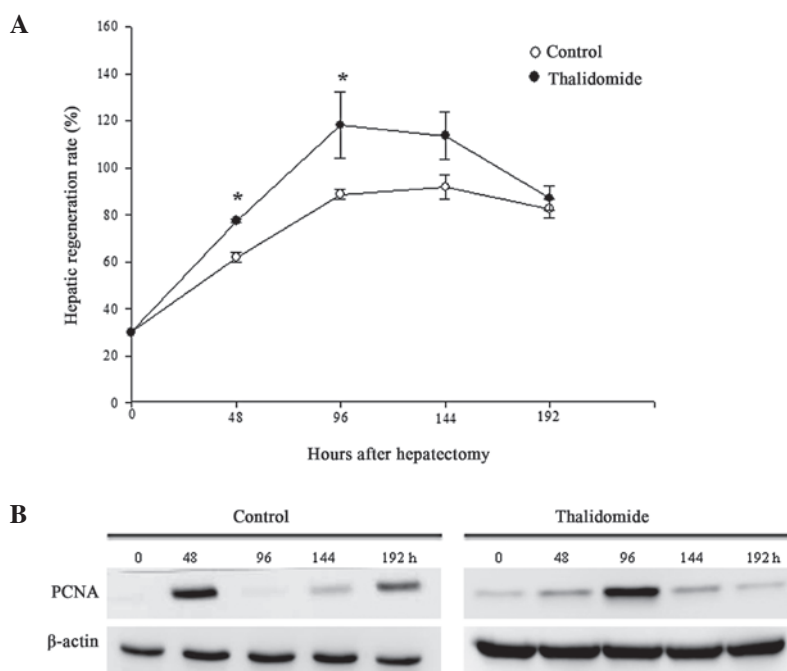 A
160
140
120
100
80
60
40
20
0
Hepatic regeneration rate (%)
Control
Thalidomide
*
*
0 48 96 144 192
Hours after hepatectomy
B
Control Thalidomide
0 48 96 144 192 h 0 48 96 144 192 h
PCNA
β-actin